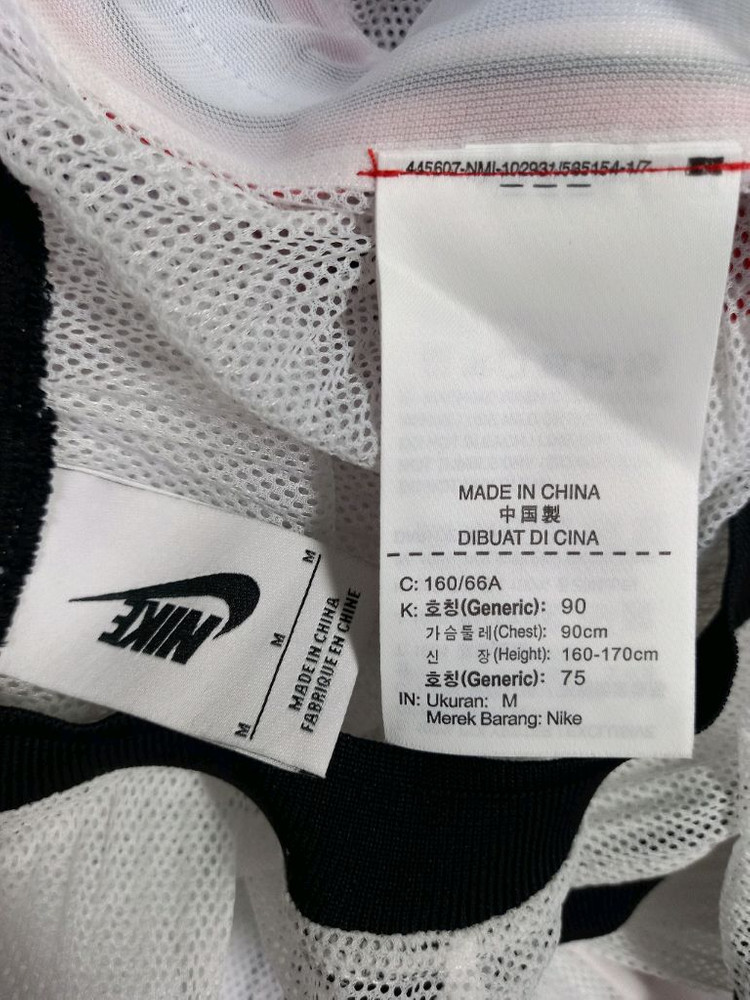 445607-NMI-102931/595154-1/7
MADE IN CHINA
中国製
DIBUAT DI CINA
C: 160/66A
K: 호칭(Generic): 90
가슴둘레(Chest): 90cm
신 장(Height): 160-170cm
호칭(Generic): 75
IN: Ukuran: M
Merek Barang: Nike
NIKE
M
M
M
MADE IN CHINA
FABRIQUE EN CHINE